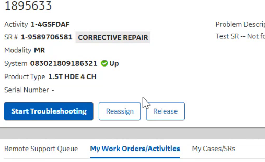 1895633
Activity 1-4G5FDAF
SR # 1-9589706581 CORRECTIVE REPAIR
Modality MR
System 083021809186321 Up
Product Type 1.5T HDE 4 CH
Serial Number -
Problem Descri
Test SR -- Not fo
Start Troubleshooting Reassign Release
Remote Support Queue My Work Orders/Activities My Cases/SRs